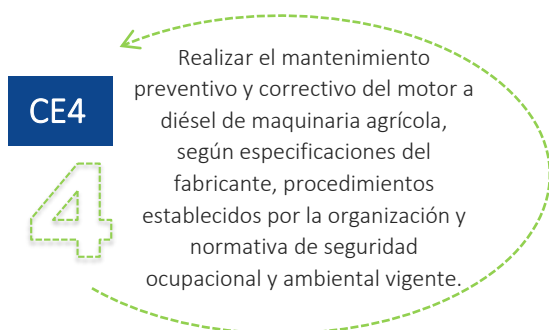 CE4
4
Realizar el mantenimiento
preventivo y correctivo del motor a
diésel de maquinaria agrícola,
según especificaciones del
fabricante, procedimientos
establecidos por la organización y
normativa de seguridad
ocupacional y ambiental vigente.